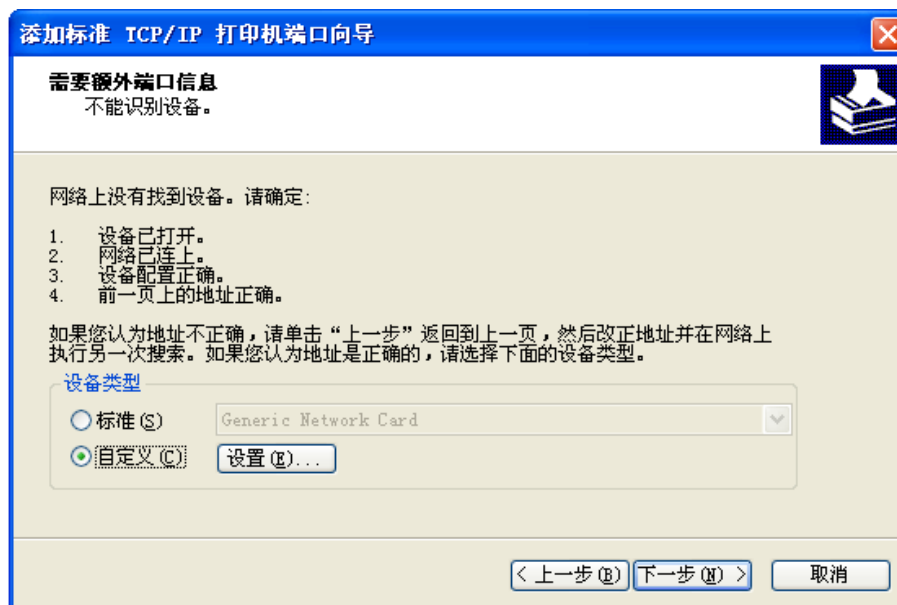 添加标准 TCP/IP 打印机端口向导
需要额外端口信息
不能识别设备。
网络上没有找到设备。请确定:
1. 设备已打开。
2. 网络已连上。
3. 设备配置正确。
4. 前一页上的地址正确。
如果您认为地址不正确,请单击“上一步”返回到上一页,然后改正地址并在网络上
执行另一次搜索。如果您认为地址是正确的,请选择下面的设备类型。
设备类型
标准(S)
Generic Network Card
自定义(C)
设置(E)...
< 上一步(B)
下一步(N) >
取消